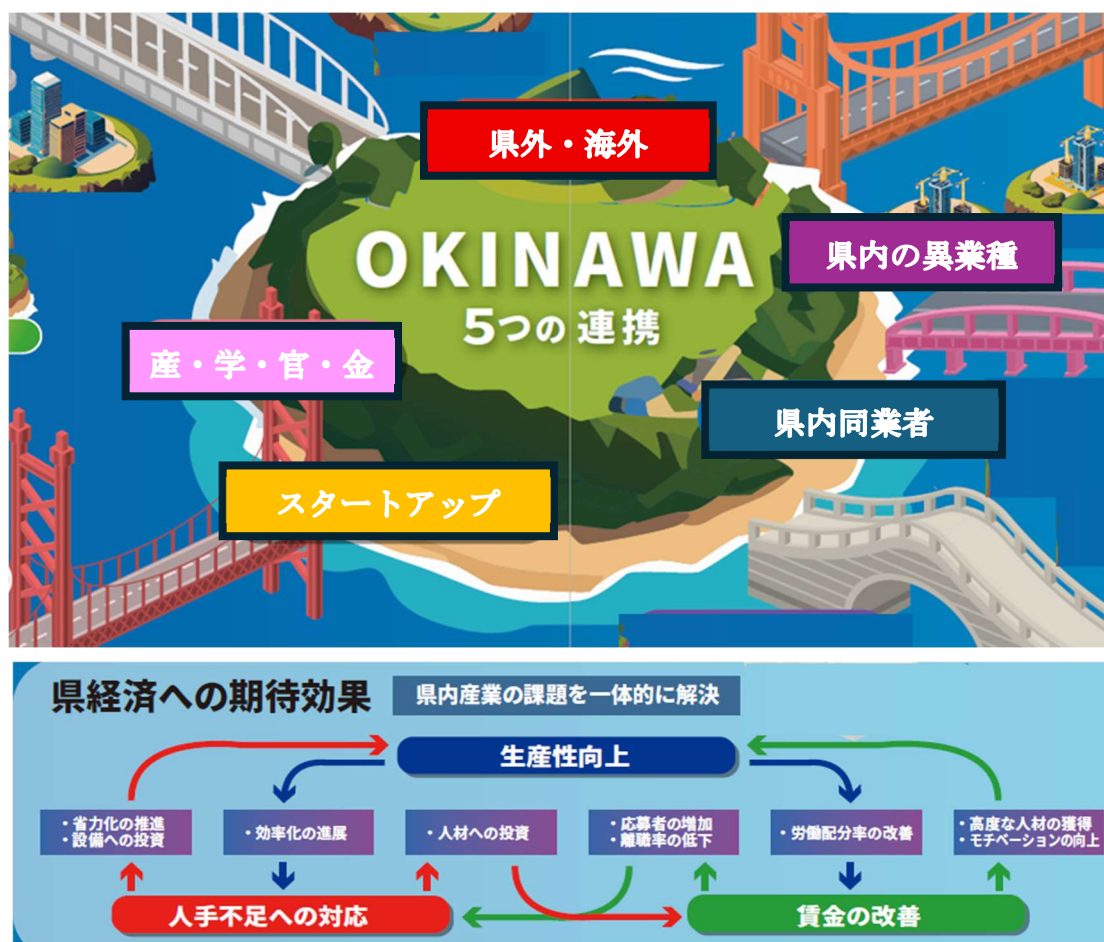 県外・海外
OKINAWA
5つの連携
県内の異業種
産・学・官・金
県内同業者
スタートアップ
県経済への期待効果
県内産業の課題を一体的に解決
生産性向上
・省力化の推進
・設備への投資
・効率化の進展
・人材への投資
・応募者の増加
・離職率の低下
・労働配分率の改善
・高度な人材の獲得
・モチベーションの向上
人手不足への対応
賃金の改善